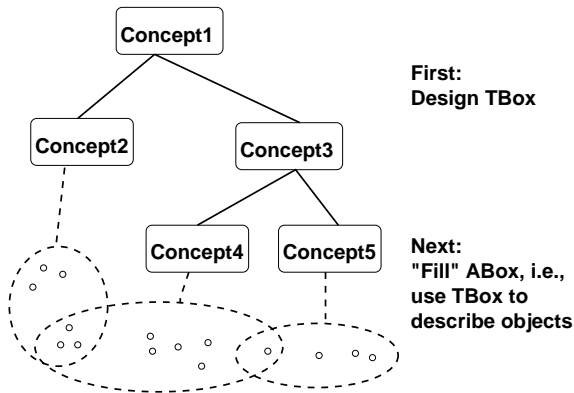 Concept1
First:
Design TBox
Concept2
Concept3
Concept4
Concept5
Next:
"Fill" ABox, i.e.,
use TBox to
describe objects